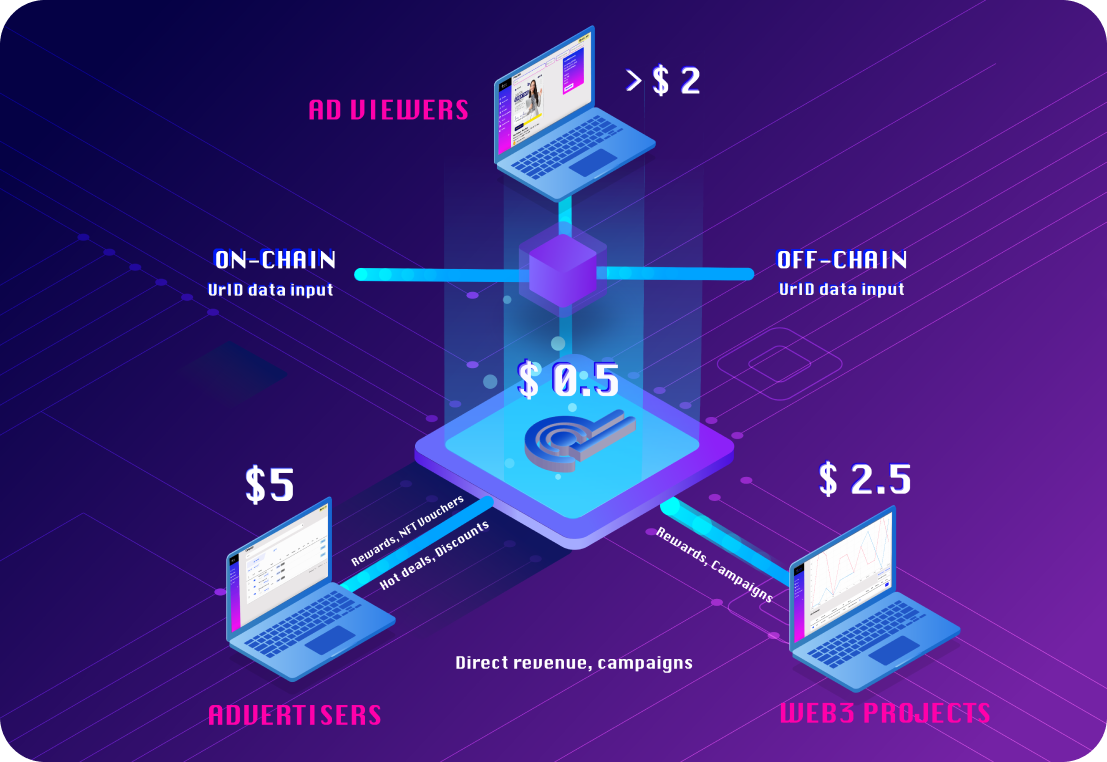 > $ 2
AD VIEWERS
ON-CHAIN
UrID data input
OFF-CHAIN
UrID data input
$ 0.5
$5
$ 2.5
Rewards, NFT Vouchers
Hot deals, Discounts
Rewards, Campaigns
Direct revenue, campaigns
ADVERTISERS
WEB3 PROJECTS